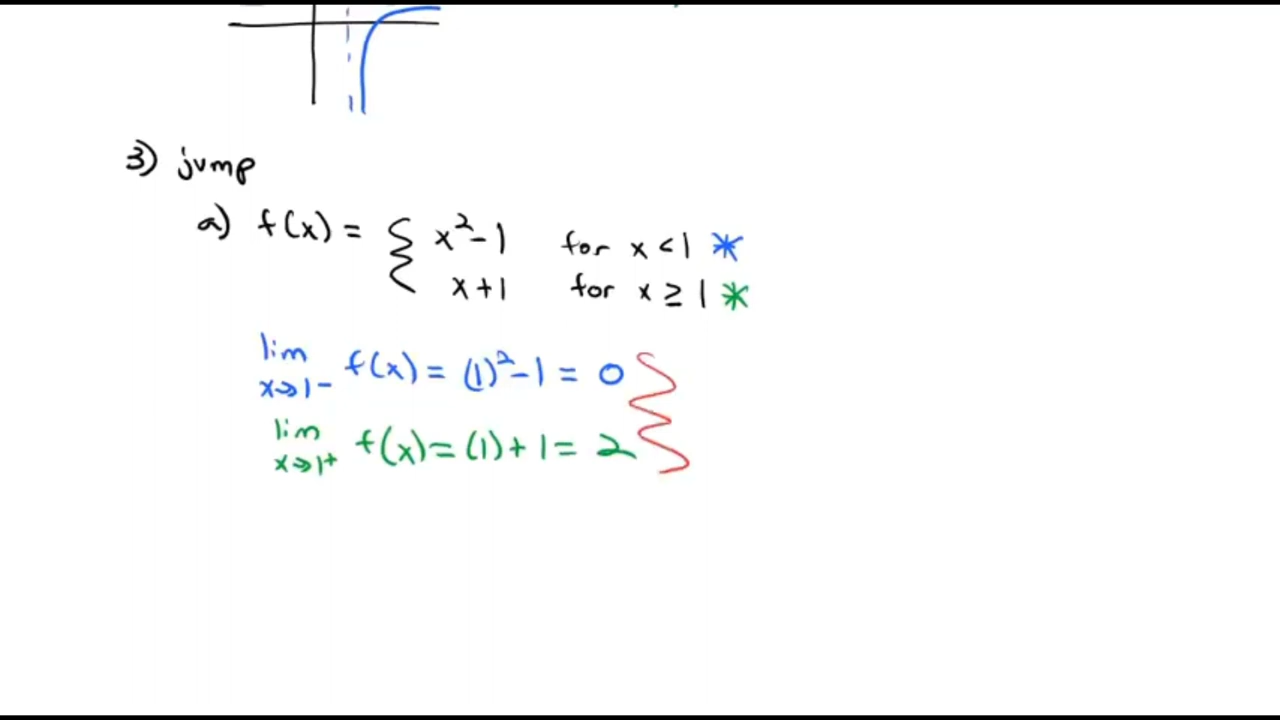 3) jump
a) f(x) = { x² - 1 for x < 1 *
x + 1 for x ≥ 1 *
lim x→1- f(x) = (1)² - 1 = 0 }
lim x→1+ f(x) = (1) + 1 = 2